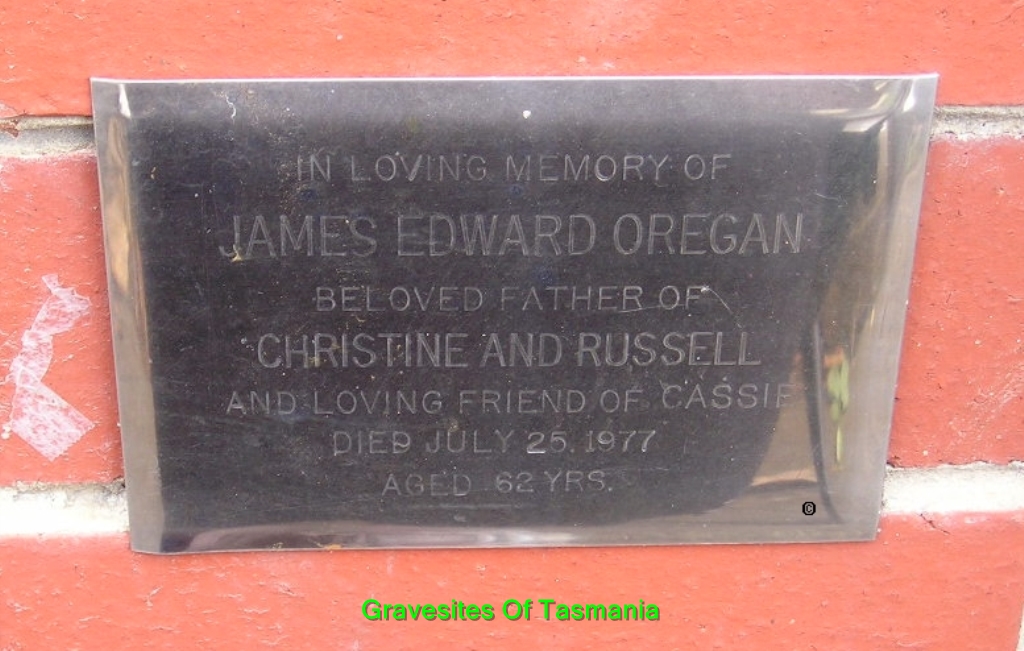 IN LOVING MEMORY OF
JAMES EDWARD OREGAN
BELOVED FATHER OF
CHRISTINE AND RUSSELL
AND LOVING FRIEND OF CASSIE
DIED JULY 25. 1977
AGED 62 YRS.
©
Gravesites Of Tasmania